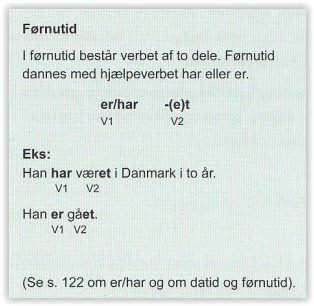 Førnutid
I førnutid består verbet af to dele. Førnutid
dannes med hjælpeverbet har eller er.
er/har -(e)t
V1 V2
Eks:
Han har været i Danmark i to år.
V1 V2
Han er gået.
V1 V2
(Se s. 122 om er/har og om datid og førnutid).